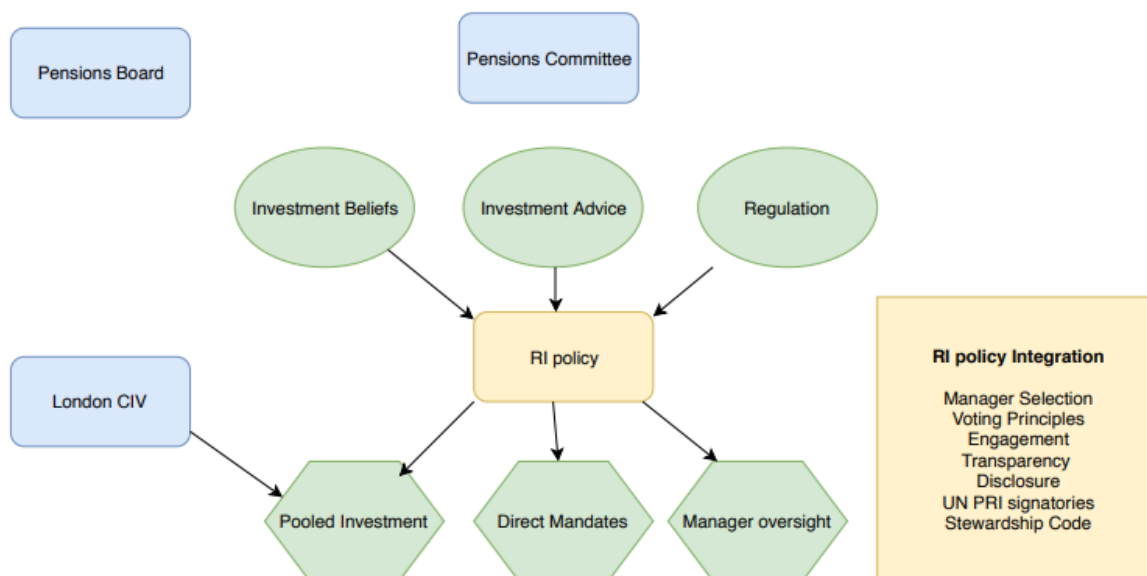 Pensions Board
Pensions Committee
Investment Beliefs
Investment Advice
Regulation
RI policy
London CIV
Pooled Investment
Direct Mandates
Manager oversight
RI policy Integration
Manager Selection
Voting Principles
Engagement
Transparency
Disclosure
UN PRI signatories
Stewardship Code